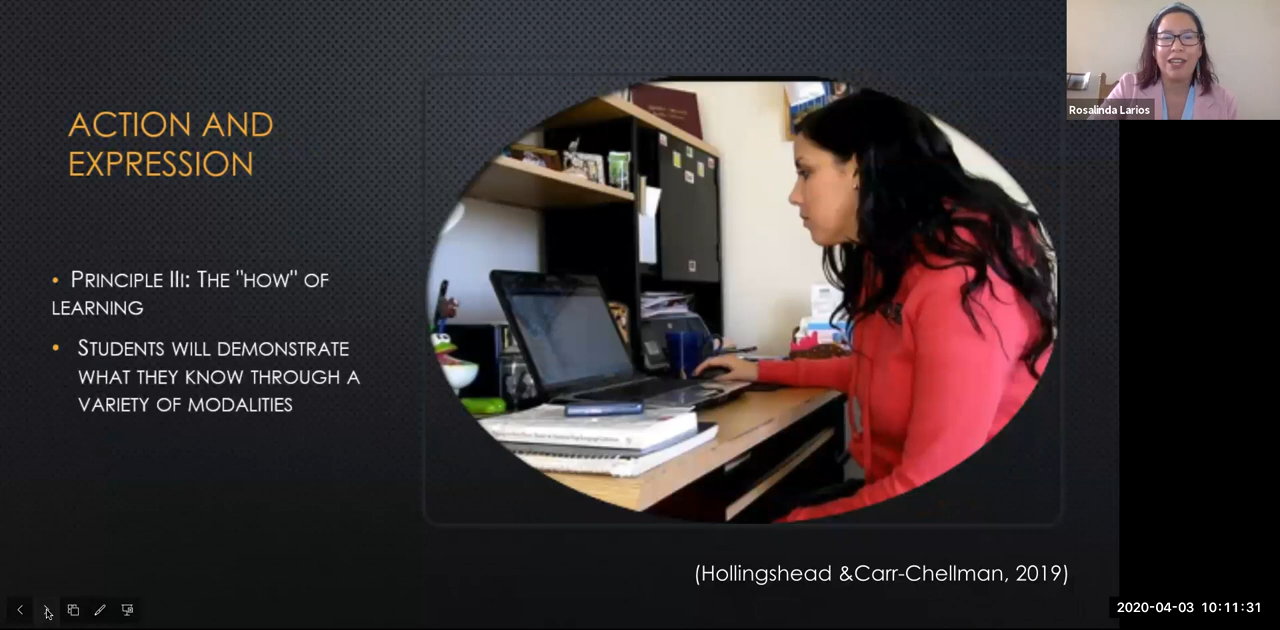 ACTION AND
EXPRESSION
• PRINCIPLE III: THE "HOW" OF
LEARNING
• STUDENTS WILL DEMONSTRATE
WHAT THEY KNOW THROUGH A
VARIETY OF MODALITIES
(Hollingshead &Carr-Chellman, 2019)
Rosalinda Larios
2020-04-03 10:11:31